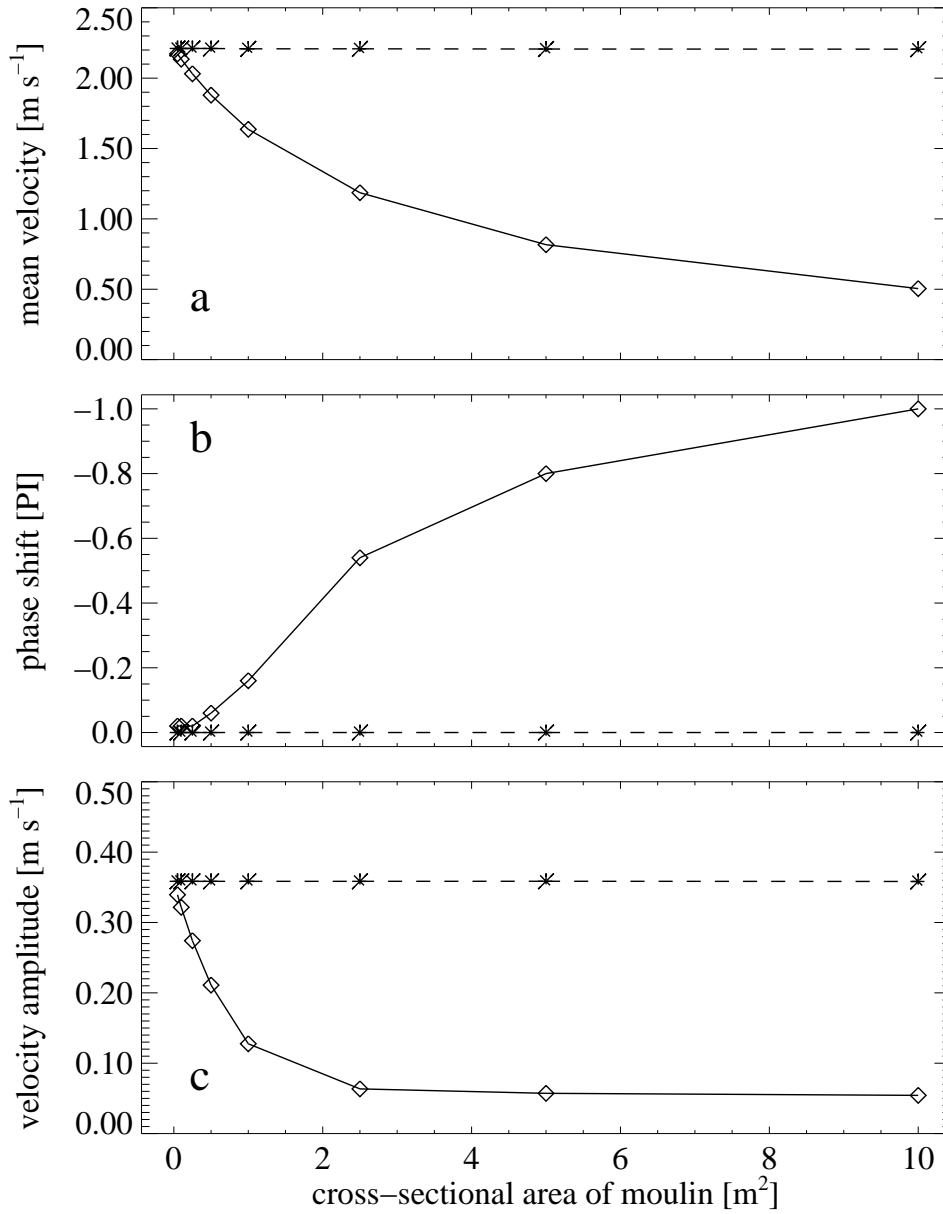 2.50
2.00
1.50
1.00
0.50
0.00
mean velocity [m s⁻¹]
a
−1.0
−0.8
−0.6
−0.4
−0.2
0.0
phase shift [PI]
b
0.50
0.40
0.30
0.20
0.10
0.00
velocity amplitude [m s⁻¹]
c
0 2 4 6 8 10
cross−sectional area of moulin [m²]